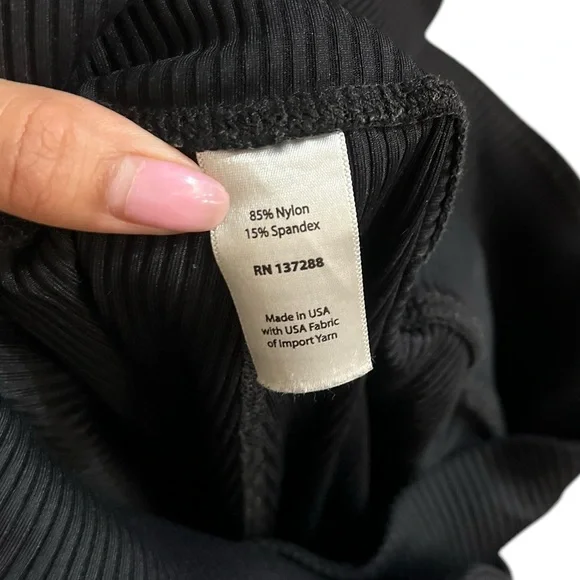 85% Nylon
15% Spandex
RN 137288
Made in USA
with USA Fabric
of Import Yarn